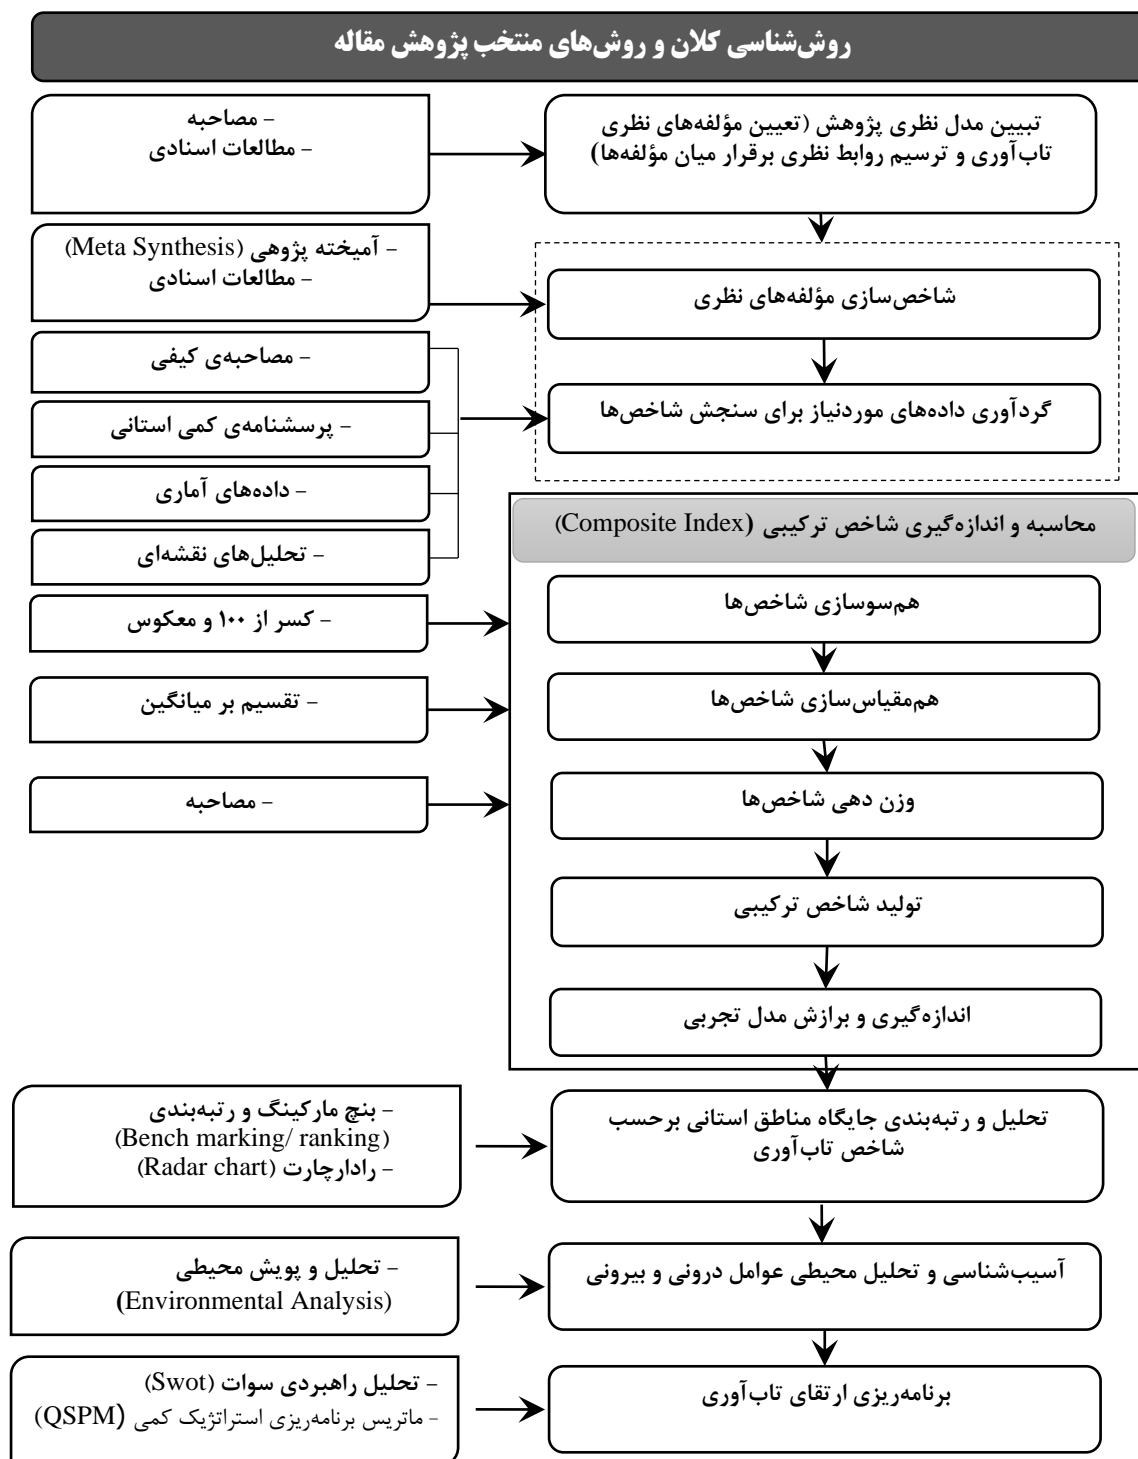 روش‌شناسی کلان و روش‌های منتخب پژوهش مقاله
تبیین مدل نظری پژوهش (تعیین مؤلفه‌های نظری
تاب‌آوری و ترسیم روابط نظری برقرار میان مؤلفه‌ها)
- مصاحبه
- مطالعات اسنادی
شاخص‌سازی مؤلفه‌های نظری
- آمیخته پژوهی (Meta Synthesis)
- مطالعات اسنادی
گردآوری داده‌های موردنیاز برای سنجش شاخص‌ها
- مصاحبه‌ی کیفی
- پرسشنامه‌ی کمی استانی
- داده‌های آماری
- تحلیل‌های نقشه‌ای
محاسبه و اندازه‌گیری شاخص ترکیبی (Composite Index)
هم‌سوسازی شاخص‌ها
- کسر از ۱۰۰ و معکوس
هم‌مقیاس‌سازی شاخص‌ها
- تقسیم بر میانگین
وزن دهی شاخص‌ها
- مصاحبه
تولید شاخص ترکیبی
اندازه‌گیری و برازش مدل تجربی
تحلیل و رتبه‌بندی جایگاه مناطق استانی برحسب
شاخص تاب‌آوری
- بنچ مارکینگ و رتبه‌بندی
(Bench marking/ ranking)
- رادارچارت (Radar chart)
آسیب‌شناسی و تحلیل محیطی عوامل درونی و بیرونی
- تحلیل و پویش محیطی
(Environmental Analysis)
برنامه‌ریزی ارتقای تاب‌آوری
- تحلیل راهبردی سوات (Swot)
- ماتریس برنامه‌ریزی استراتژیک کمی (QSPM)